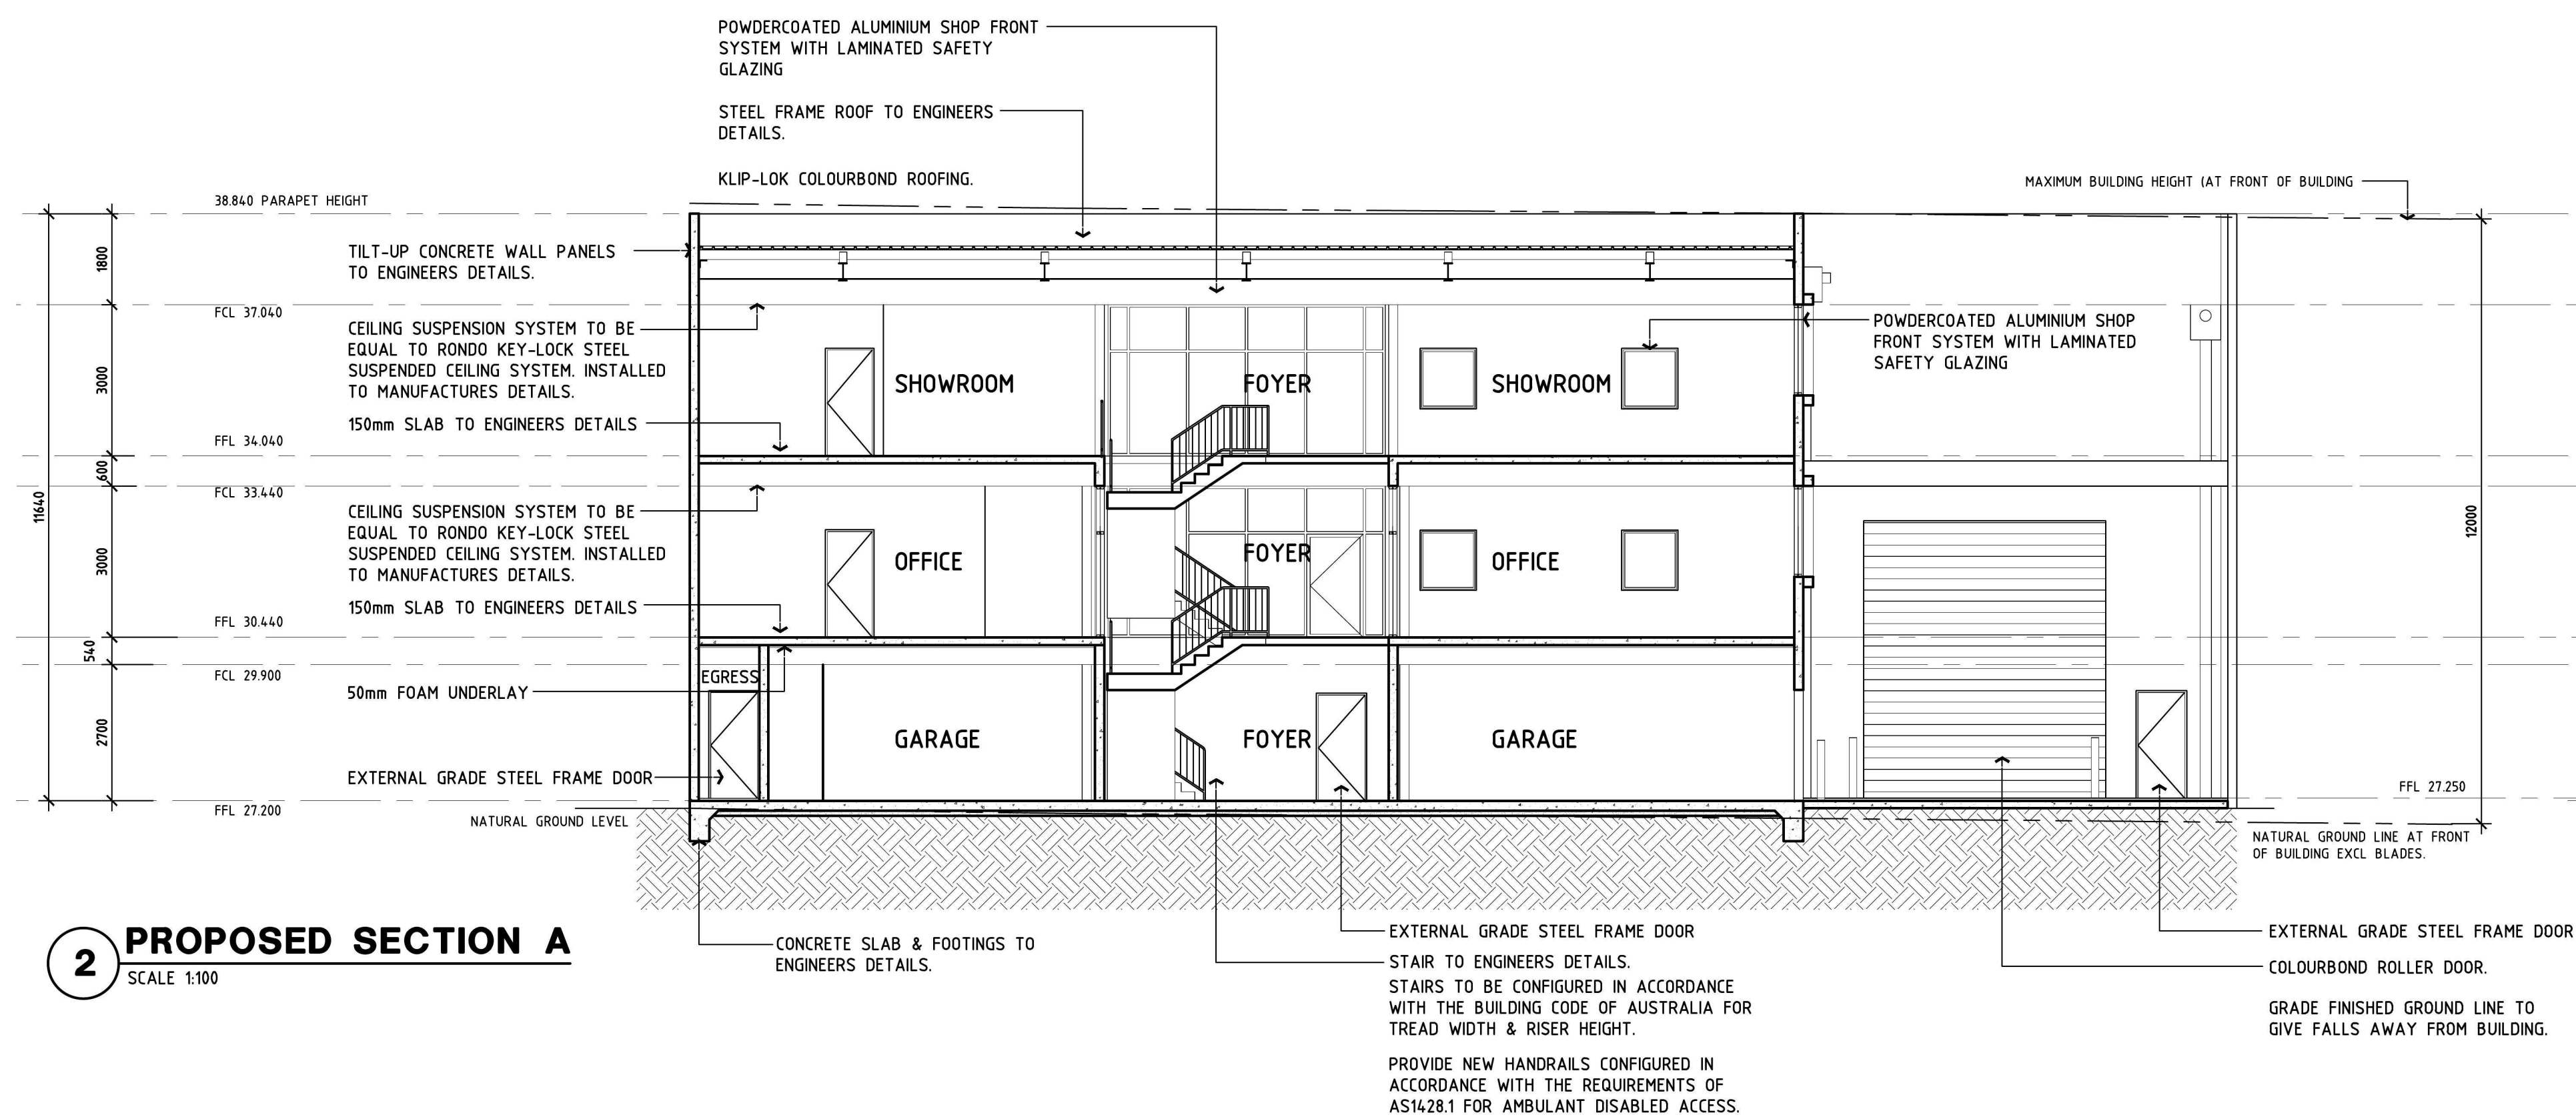 POWDERCOATED ALUMINIUM SHOP FRONT
SYSTEM WITH LAMINATED SAFETY
GLAZING
STEEL FRAME ROOF TO ENGINEERS
DETAILS.
KLIP-LOK COLOURBOND ROOFING.
MAXIMUM BUILDING HEIGHT (AT FRONT OF BUILDING
38.840 PARAPET HEIGHT
TILT-UP CONCRETE WALL PANELS
TO ENGINEERS DETAILS.
1800
FCL 37.040
CEILING SUSPENSION SYSTEM TO BE
EQUAL TO RONDO KEY-LOCK STEEL
SUSPENDED CEILING SYSTEM. INSTALLED
TO MANUFACTURES DETAILS.
POWDERCOATED ALUMINIUM SHOP
FRONT SYSTEM WITH LAMINATED
SAFETY GLAZING
3000
SHOWROOM
FOYER
SHOWROOM
150mm SLAB TO ENGINEERS DETAILS
FFL 34.040
600
FCL 33.440
11640
12000
CEILING SUSPENSION SYSTEM TO BE
EQUAL TO RONDO KEY-LOCK STEEL
SUSPENDED CEILING SYSTEM. INSTALLED
TO MANUFACTURES DETAILS.
3000
OFFICE
FOYER
OFFICE
150mm SLAB TO ENGINEERS DETAILS
FFL 30.440
540
FCL 29.900
EGRESS
50mm FOAM UNDERLAY
2700
GARAGE
FOYER
GARAGE
EXTERNAL GRADE STEEL FRAME DOOR
FFL 27.250
FFL 27.200
NATURAL GROUND LEVEL
NATURAL GROUND LINE AT FRONT
OF BUILDING EXCL BLADES.
2
PROPOSED SECTION A
SCALE 1:100
CONCRETE SLAB & FOOTINGS TO
ENGINEERS DETAILS.
EXTERNAL GRADE STEEL FRAME DOOR
STAIR TO ENGINEERS DETAILS.
STAIRS TO BE CONFIGURED IN ACCORDANCE
WITH THE BUILDING CODE OF AUSTRALIA FOR
TREAD WIDTH & RISER HEIGHT.
PROVIDE NEW HANDRAILS CONFIGURED IN
ACCORDANCE WITH THE REQUIREMENTS OF
AS1428.1 FOR AMBULANT DISABLED ACCESS.
EXTERNAL GRADE STEEL FRAME DOOR
COLOURBOND ROLLER DOOR.
GRADE FINISHED GROUND LINE TO
GIVE FALLS AWAY FROM BUILDING.